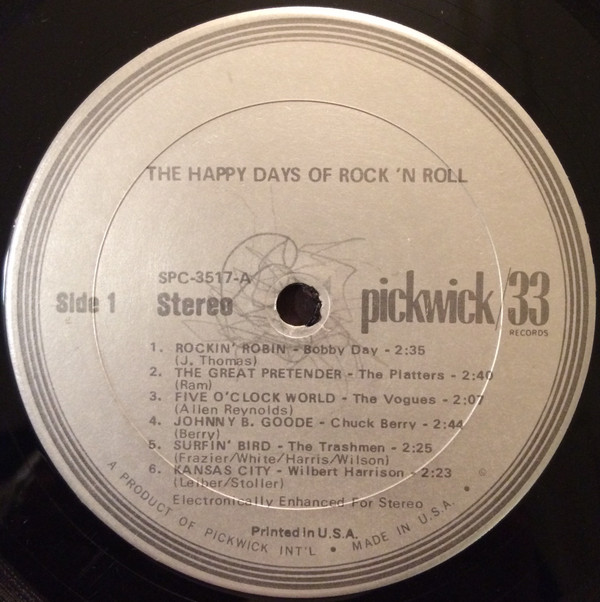 THE HAPPY DAYS OF ROCK 'N ROLL
SPC-3517-A
Side 1
Stereo
pickwick/33
RECORDS
1. ROCKIN' ROBIN - Bobby Day - 2:35
(J. Thomas)
2. THE GREAT PRETENDER - The Platters - 2:40
(Ram)
3. FIVE O'CLOCK WORLD - The Vogues - 2:07
(Allen Reynolds)
4. JOHNNY B. GOODE - Chuck Berry - 2:44
(Berry)
5. SURFIN' BIRD - The Trashmen - 2:25
(Frazier/White/Harris/Wilson)
6. KANSAS CITY - Wilbert Harrison - 2:23
(Leiber/Stoller)
Electronically Enhanced For Stereo
Printed in U.S.A.
A PRODUCT OF PICKWICK INT'L • MADE IN U.S.A. •